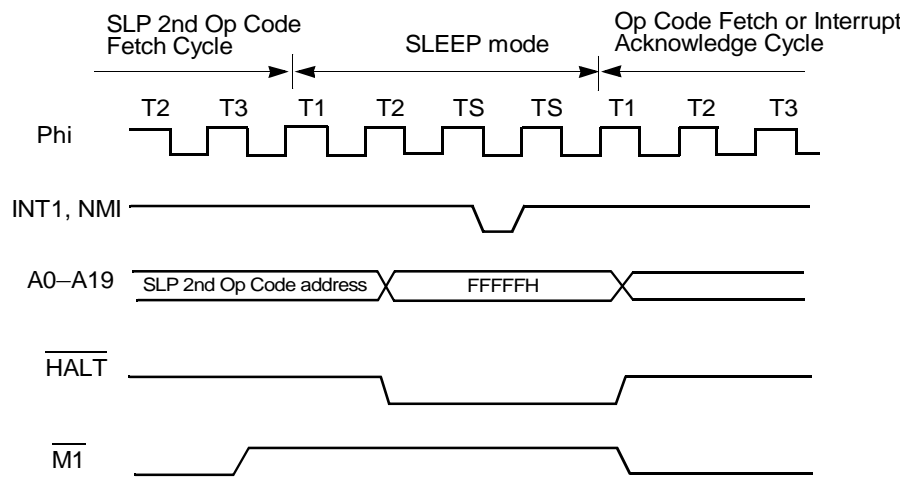 SLP 2nd Op Code
Fetch Cycle
SLEEP mode
Op Code Fetch or Interrupt
Acknowledge Cycle
T2 T3 T1 T2 TS TS T1 T2 T3
Phi
INT1, NMI
A0–A19 SLP 2nd Op Code address FFFFFH
HALT
M1